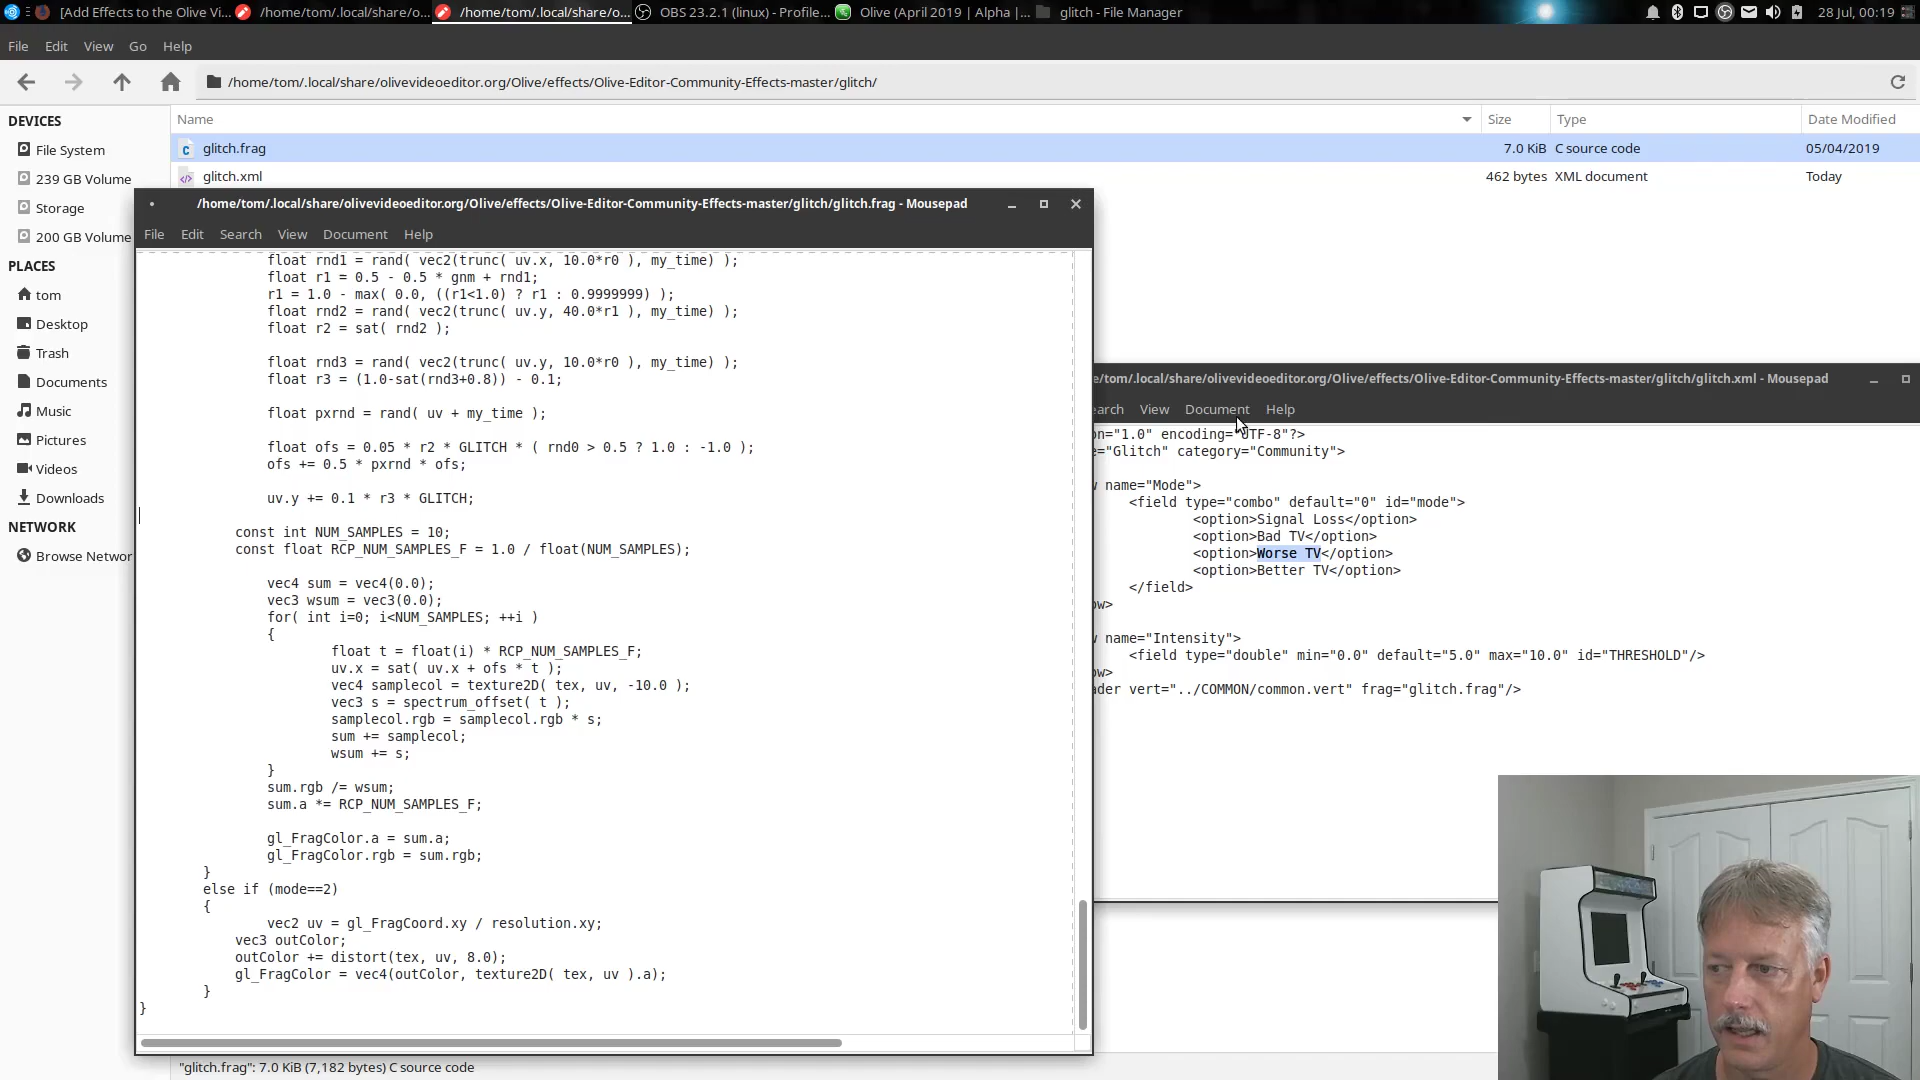 [Add Effects to the Olive Vi...
/home/tom/.local/share/o...
/home/tom/.local/share/o...
OBS 23.2.1 (linux) - Profile...
Olive (April 2019 | Alpha |...
glitch - File Manager
28 Jul, 00:19
File Edit View Go Help
/home/tom/.local/share/olivevideoeditor.org/Olive/effects/Olive-Editor-Community-Effects-master/glitch/
DEVICES
File System
239 GB Volume
Storage
200 GB Volume
PLACES
tom
Desktop
Trash
Documents
Music
Pictures
Videos
Downloads
NETWORK
Browse Networ
Name Size Type Date Modified
glitch.frag 7.0 KiB C source code 05/04/2019
glitch.xml 462 bytes XML document Today
/home/tom/.local/share/olivevideoeditor.org/Olive/effects/Olive-Editor-Community-Effects-master/glitch/glitch.frag - Mousepad
File Edit Search View Document Help
float rnd1 = rand( vec2(trunc( uv.x, 10.0*r0 ), my_time) );
float r1 = 0.5 - 0.5 * gnm + rnd1;
r1 = 1.0 - max( 0.0, ((r1<1.0) ? r1 : 0.9999999) );
float rnd2 = rand( vec2(trunc( uv.y, 40.0*r1 ), my_time) );
float r2 = sat( rnd2 );
float rnd3 = rand( vec2(trunc( uv.y, 10.0*r0 ), my_time) );
float r3 = (1.0-sat(rnd3+0.8)) - 0.1;
float pxrnd = rand( uv + my_time );
float ofs = 0.05 * r2 * GLITCH * ( rnd0 > 0.5 ? 1.0 : -1.0 );
ofs += 0.5 * pxrnd * ofs;
uv.y += 0.1 * r3 * GLITCH;
const int NUM_SAMPLES = 10;
const float RCP_NUM_SAMPLES_F = 1.0 / float(NUM_SAMPLES);
vec4 sum = vec4(0.0);
vec3 wsum = vec3(0.0);
for( int i=0; i<NUM_SAMPLES; ++i )
{
float t = float(i) * RCP_NUM_SAMPLES_F;
uv.x = sat( uv.x + ofs * t );
vec4 samplecol = texture2D( tex, uv, -10.0 );
vec3 s = spectrum_offset( t );
samplecol.rgb = samplecol.rgb * s;
sum += samplecol;
wsum += s;
}
sum.rgb /= wsum;
sum.a *= RCP_NUM_SAMPLES_F;
gl_FragColor.a = sum.a;
gl_FragColor.rgb = sum.rgb;
}
else if (mode==2)
{
vec2 uv = gl_FragCoord.xy / resolution.xy;
vec3 outColor;
outColor += distort(tex, uv, 8.0);
gl_FragColor = vec4(outColor, texture2D( tex, uv ).a);
}
}
e/tom/.local/share/olivevideoeditor.org/Olive/effects/Olive-Editor-Community-Effects-master/glitch/glitch.xml - Mousepad
earch View Document Help
on="1.0" encoding="UTF-8"?>
e="Glitch" category="Community">
w name="Mode">
<field type="combo" default="0" id="mode">
<option>Signal Loss</option>
<option>Bad TV</option>
<option>Worse TV</option>
<option>Better TV</option>
</field>
ow>
w name="Intensity">
<field type="double" min="0.0" default="5.0" max="10.0" id="THRESHOLD"/>
ow>
ader vert="../COMMON/common.vert" frag="glitch.frag"/>
"glitch.frag": 7.0 KiB (7,182 bytes) C source code